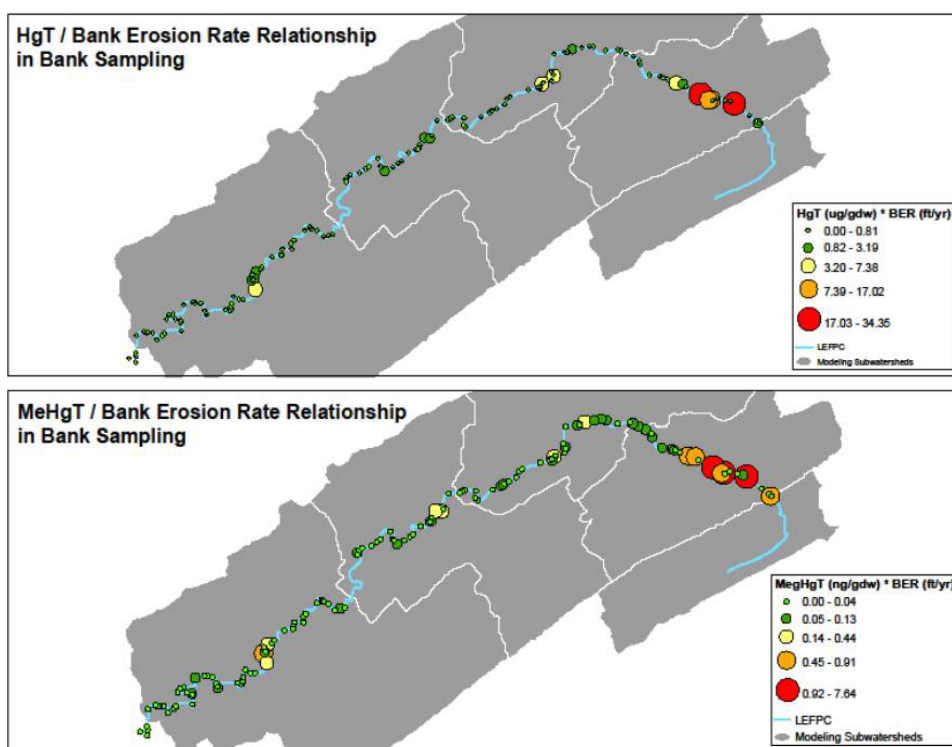 HgT / Bank Erosion Rate Relationship
in Bank Sampling
HgT (ug/gdw) * BER (ft/yr)
0.00 - 0.81
0.82 - 3.19
3.20 - 7.38
7.39 - 17.02
17.03 - 34.35
LEFPC
Modeling Subwatersheds
MeHgT / Bank Erosion Rate Relationship
in Bank Sampling
MegHgT (ng/gdw) * BER (ft/yr)
0.00 - 0.04
0.05 - 0.13
0.14 - 0.44
0.45 - 0.91
0.92 - 7.64
LEFPC
Modeling Subwatersheds